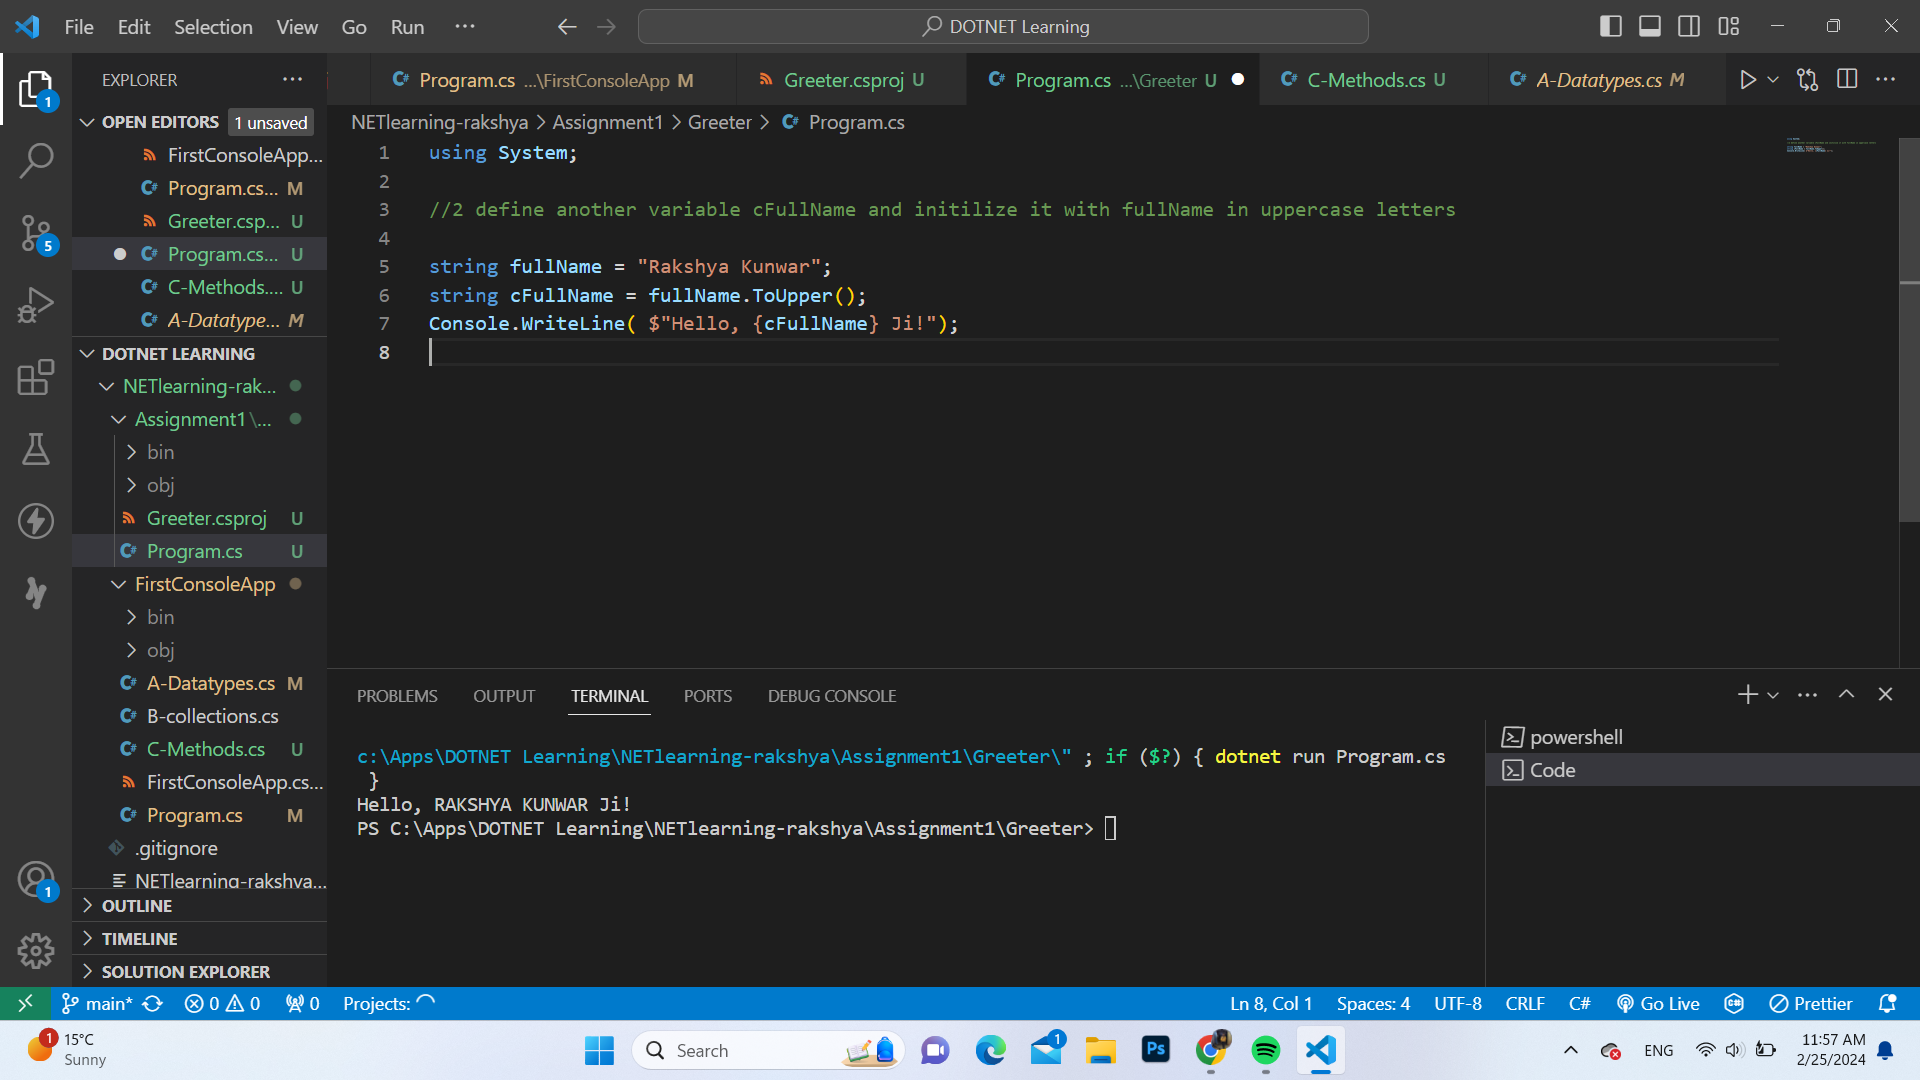 File Edit Selection View Go Run ··· DOTNET Learning
EXPLORER ···
OPEN EDITORS 1 unsaved
FirstConsoleApp...
Program.cs... M
Greeter.csp... U
Program.cs... U
C-Methods.... U
A-Datatype... M
DOTNET LEARNING
NETlearning-rak...
Assignment1\...
bin
obj
Greeter.csproj U
Program.cs U
FirstConsoleApp
bin
obj
A-Datatypes.cs M
B-collections.cs
C-Methods.cs U
FirstConsoleApp.cs...
Program.cs M
.gitignore
NETlearning-rakshya...
OUTLINE
TIMELINE
SOLUTION EXPLORER
1
5
1
Program.cs ...\FirstConsoleApp M Greeter.csproj U Program.cs ...\Greeter U C-Methods.cs U A-Datatypes.cs M ···
NETlearning-rakshya > Assignment1 > Greeter > Program.cs
1 using System;
2
3 //2 define another variable cFullName and initilize it with fullName in uppercase letters
4
5 string fullName = "Rakshya Kunwar";
6 string cFullName = fullName.ToUpper();
7 Console.WriteLine( $"Hello, {cFullName} Ji!");
8
PROBLEMS OUTPUT TERMINAL PORTS DEBUG CONSOLE
c:\Apps\DOTNET Learning\NETlearning-rakshya\Assignment1\Greeter\" ; if ($?) { dotnet run Program.cs
}
Hello, RAKSHYA KUNWAR Ji!
PS C:\Apps\DOTNET Learning\NETlearning-rakshya\Assignment1\Greeter>
powershell
Code
main* 0 0 0 Projects: Ln 8, Col 1 Spaces: 4 UTF-8 CRLF C# Go Live Prettier
1 15°C
Sunny
Search
Ps
1
ENG
11:57 AM
2/25/2024